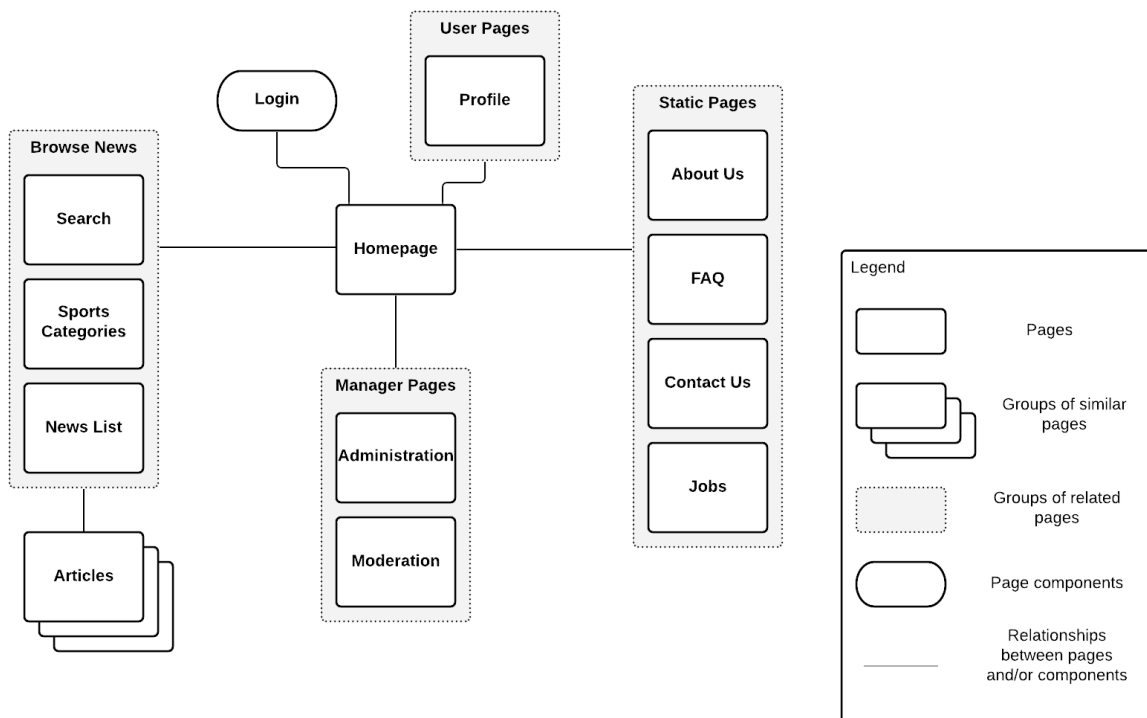 User Pages
Profile
Login
Browse News
Search
Sports
Categories
News List
Articles
Homepage
Manager Pages
Administration
Moderation
Static Pages
About Us
FAQ
Contact Us
Jobs
Legend
Pages
Groups of similar
pages
Groups of related
pages
Page components
Relationships
between pages
and/or components